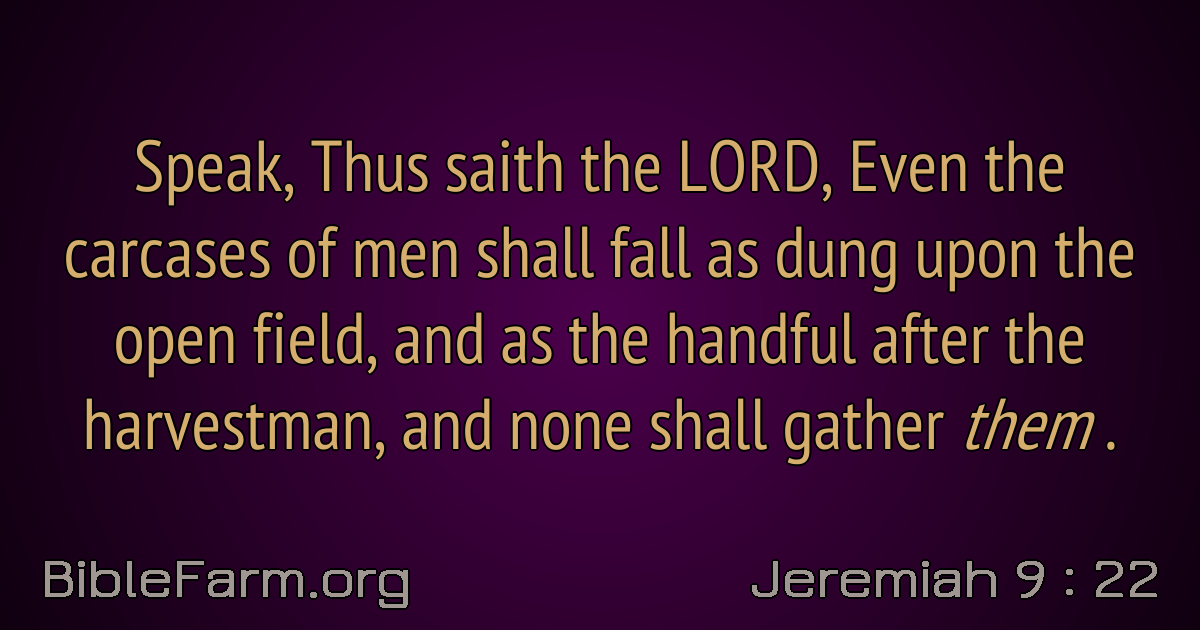 Speak, Thus saith the LORD, Even the
carcases of men shall fall as dung upon the
open field, and as the handful after the
harvestman, and none shall gather them .
BibleFarm.org
Jeremiah 9 : 22